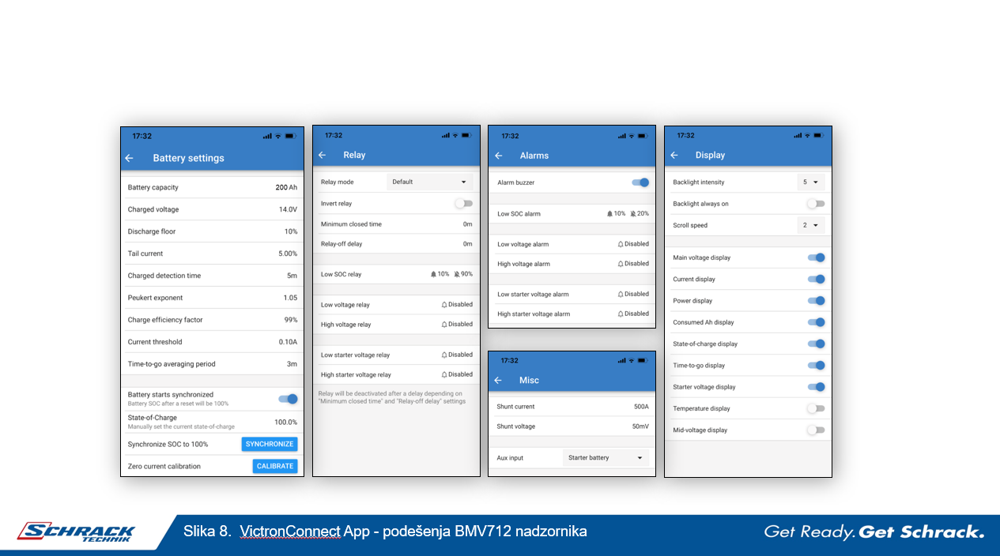 17:32
Battery settings
Battery capacity 200 Ah
Charged voltage 14.0V
Discharge floor 10%
Tail current 5.00%
Charged detection time 5m
Peukert exponent 1.05
Charge efficiency factor 99%
Current threshold 0.10A
Time-to-go averaging period 3m
Battery starts synchronized
Battery SOC after a reset will be 100%
State-of-Charge 100.0%
Manually set the current state-of-charge
Synchronize SOC to 100% SYNCHRONIZE
Zero current calibration CALIBRATE
17:32
Relay
Relay mode Default
Invert relay
Minimum closed time 0m
Relay-off delay 0m
Low SOC relay 10% 90%
Low voltage relay Disabled
High voltage relay Disabled
Low starter voltage relay Disabled
High starter voltage relay Disabled
Relay will be deactivated after a delay depending on
"Minimum closed time" and "Relay-off delay" settings
17:32
Alarms
Alarm buzzer
Low SOC alarm 10% 20%
Low voltage alarm Disabled
High voltage alarm Disabled
Low starter voltage alarm Disabled
High starter voltage alarm Disabled
17:32
Misc
Shunt current 500A
Shunt voltage 50mV
Aux input Starter battery
17:32
Display
Backlight intensity 5
Backlight always on
Scroll speed 2
Main voltage display
Current display
Power display
Consumed Ah display
State-of-charge display
Time-to-go display
Starter voltage display
Temperature display
Mid-voltage display
SCHRACK
TECHNIK
Slika 8. VictronConnect App - podešenja BMV712 nadzornika
Get Ready. Get Schrack.